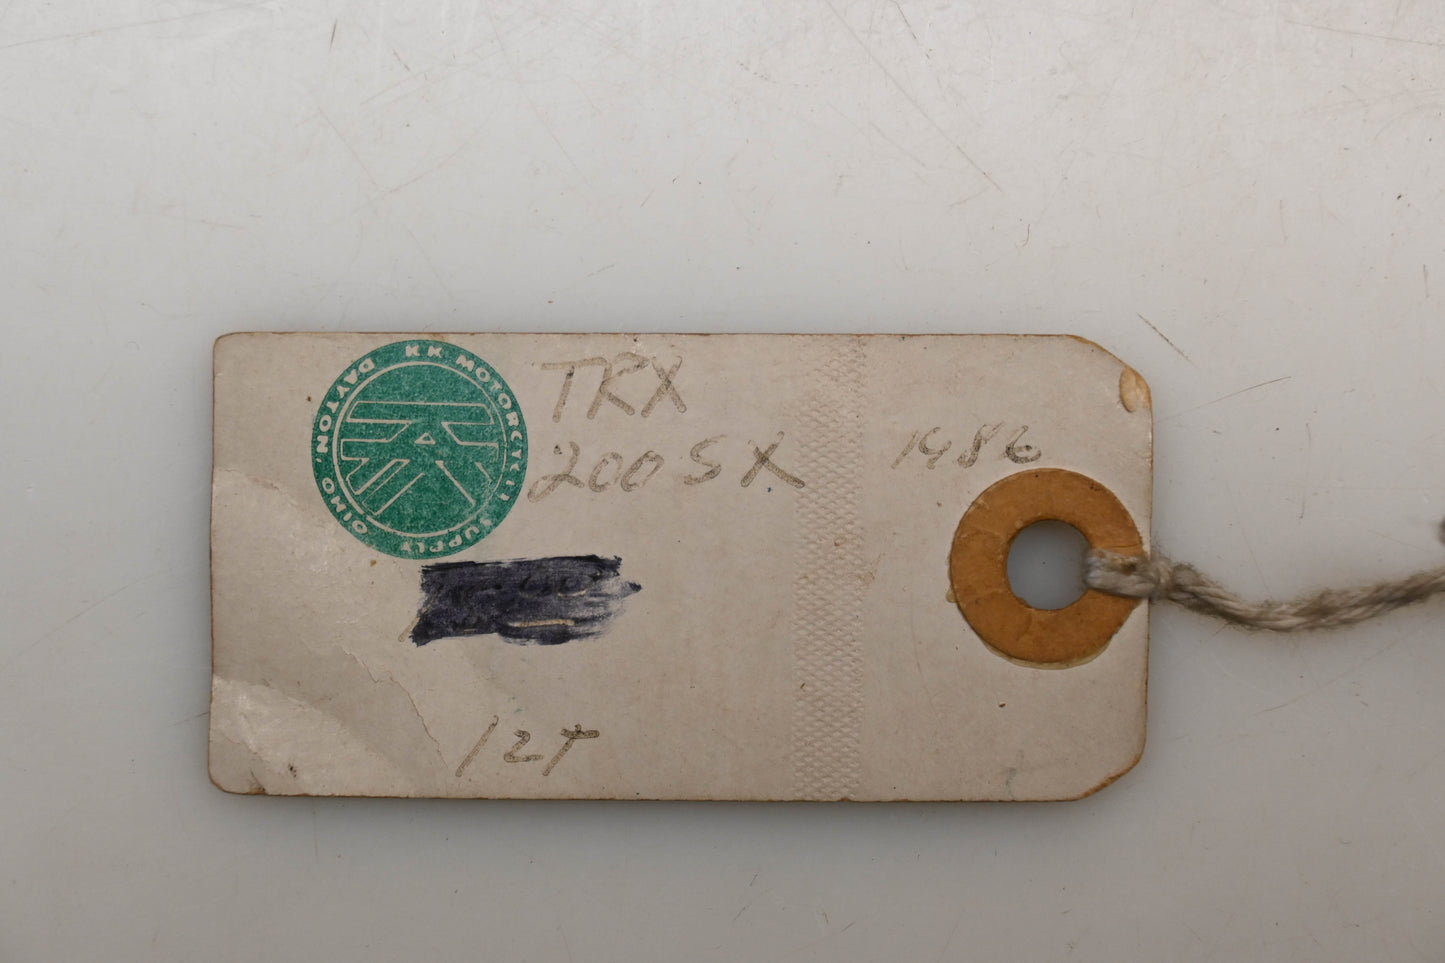 KK MOTORCYCLE SUPPLY
DAYTON, OHIO
TRX
200SX
1986
12T